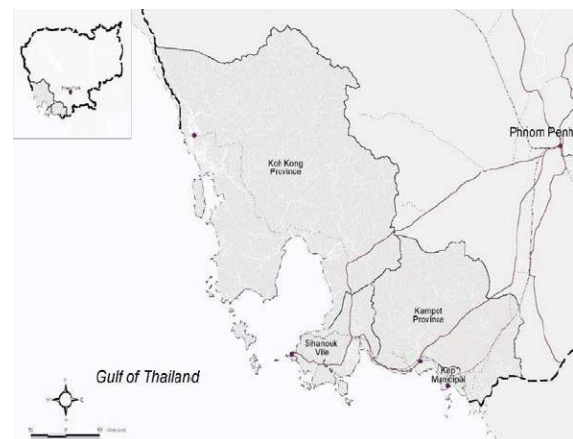 Phnom Penh
Koh Kong
Province
Kampot
Province
Sihanouk
Ville
Kep
Municipal
Gulf of Thailand
N